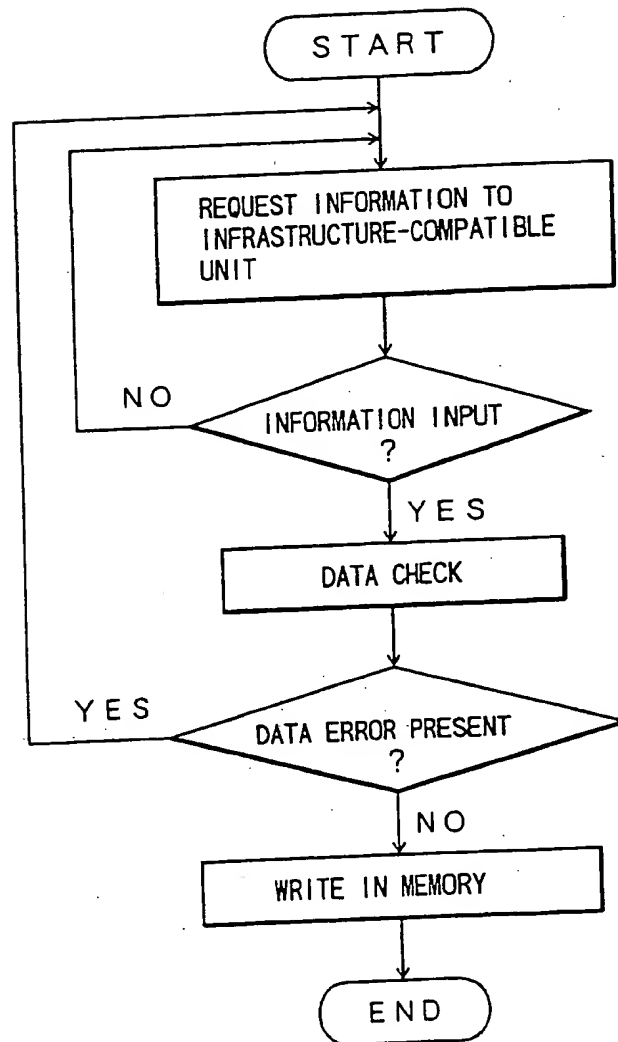 START
REQUEST INFORMATION TO
INFRASTRUCTURE-COMPATIBLE
UNIT
NO
INFORMATION INPUT
?
YES
DATA CHECK
YES
DATA ERROR PRESENT
?
NO
WRITE IN MEMORY
END